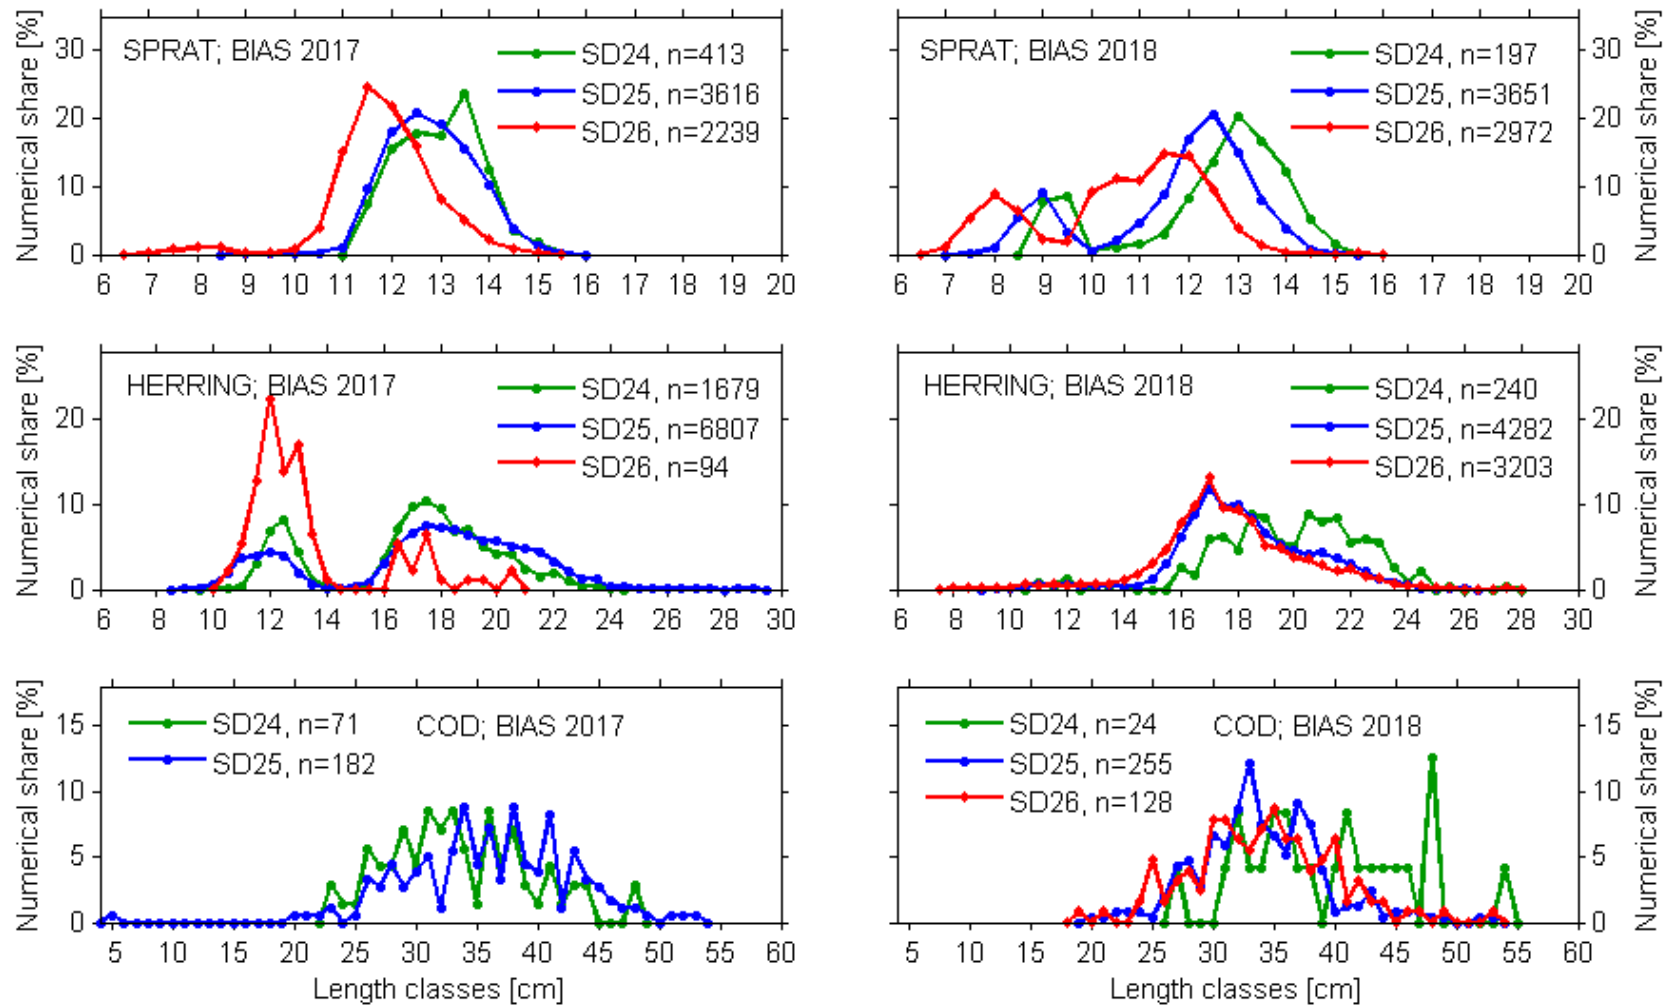 SPRAT; BIAS 2017
SD24, n=413
SD25, n=3616
SD26, n=2239
Numerical share [%]
30
20
10
0
6 7 8 9 10 11 12 13 14 15 16 17 18 19 20
SPRAT; BIAS 2018
SD24, n=197
SD25, n=3651
SD26, n=2972
Numerical share [%]
30
20
10
0
6 7 8 9 10 11 12 13 14 15 16 17 18 19 20
HERRING; BIAS 2017
SD24, n=1679
SD25, n=6807
SD26, n=94
Numerical share [%]
20
10
0
6 8 10 12 14 16 18 20 22 24 26 28 30
HERRING; BIAS 2018
SD24, n=240
SD25, n=4282
SD26, n=3203
Numerical share [%]
20
10
0
6 8 10 12 14 16 18 20 22 24 26 28 30
COD; BIAS 2017
SD24, n=71
SD25, n=182
Numerical share [%]
15
10
5
0
5 10 15 20 25 30 35 40 45 50 55 60
Length classes [cm]
COD; BIAS 2018
SD24, n=24
SD25, n=255
SD26, n=128
Numerical share [%]
15
10
5
0
5 10 15 20 25 30 35 40 45 50 55 60
Length classes [cm]